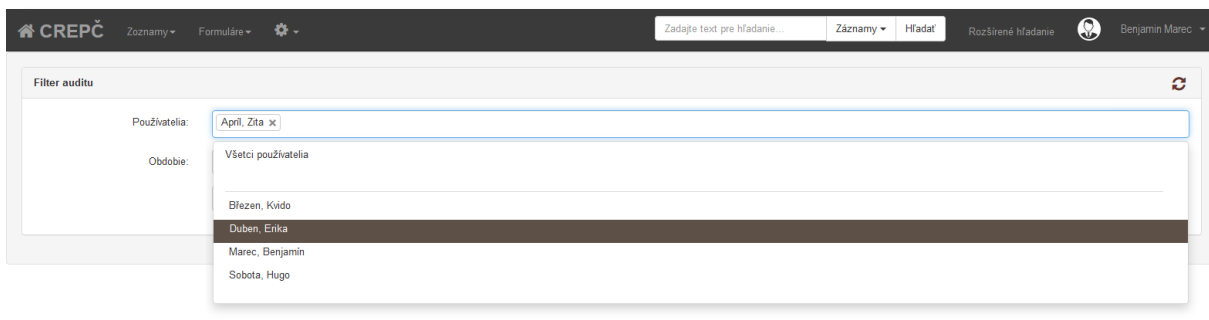 CREPČ Zoznamy Formuláre Zadajte text pre hľadanie... Záznamy Hľadať Rozšírené hľadanie Benjamin Marec
Filter auditu
Používatelia: Apríl, Zita
Obdobie:
Všetci používatelia
Březen, Kvido
Duben, Erika
Marec, Benjamín
Sobota, Hugo